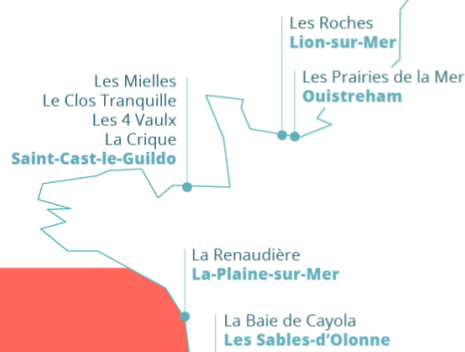 Les Roches
Lion-sur-Mer
Les Prairies de la Mer
Ouistreham
Les Mielles
Le Clos Tranquille
Les 4 Vaulx
La Crique
Saint-Cast-le-Guildo
La Renaudière
La-Plaine-sur-Mer
La Baie de Cayola
Les Sables-d’Olonne